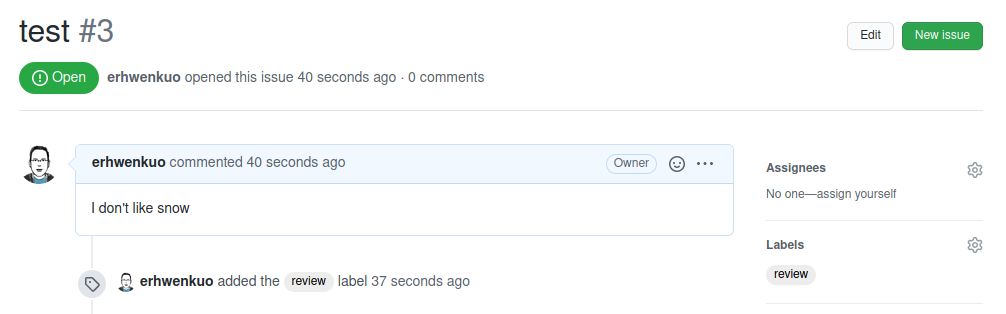 test #3
Edit
New issue
Open
erhwenkuo opened this issue 40 seconds ago · 0 comments
erhwenkuo commented 40 seconds ago
Owner
I don't like snow
erhwenkuo added the review label 37 seconds ago
Assignees
No one—assign yourself
Labels
review